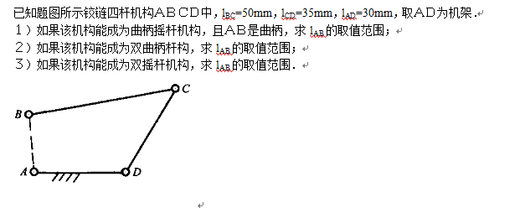 已知题图所示铰链四杆机构ＡＢＣＤ中，lBC=50mm，lCD=35mm，lAD=30mm，取ＡＤ为机架．
１）如果该机构能成为曲柄摇杆机构，且ＡＢ是曲柄，求 lAB的取值范围；
２）如果该机构能成为双曲柄杆构，求 lAB的取值范围；
３）如果该机构能成为双摇杆机构，求 lAB的取值范围．
C
B
A
D